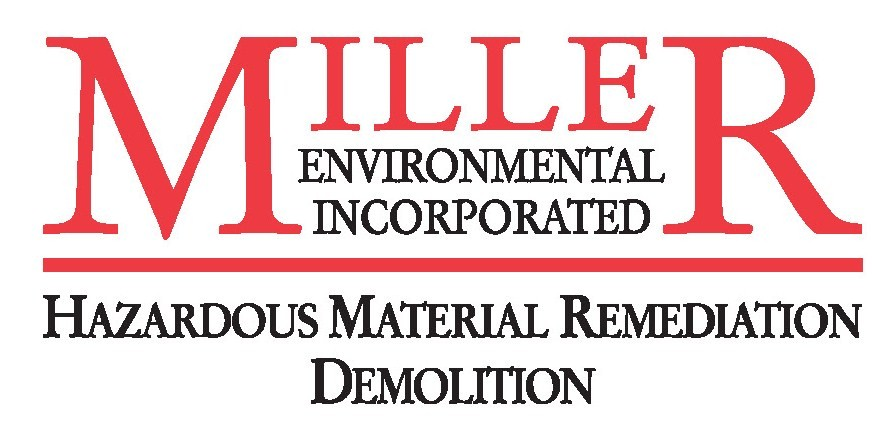 MILLER
ENVIRONMENTAL
INCORPORATED
HAZARDOUS MATERIAL REMEDIATION
DEMOLITION